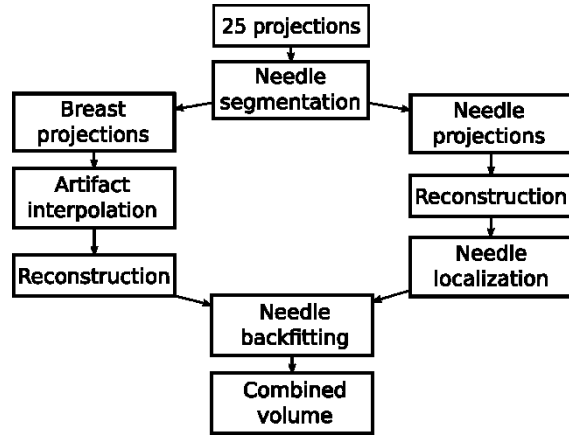 25 projections
Needle
segmentation
Breast
projections
Needle
projections
Artifact
interpolation
Reconstruction
Reconstruction
Needle
localization
Needle
backfitting
Combined
volume